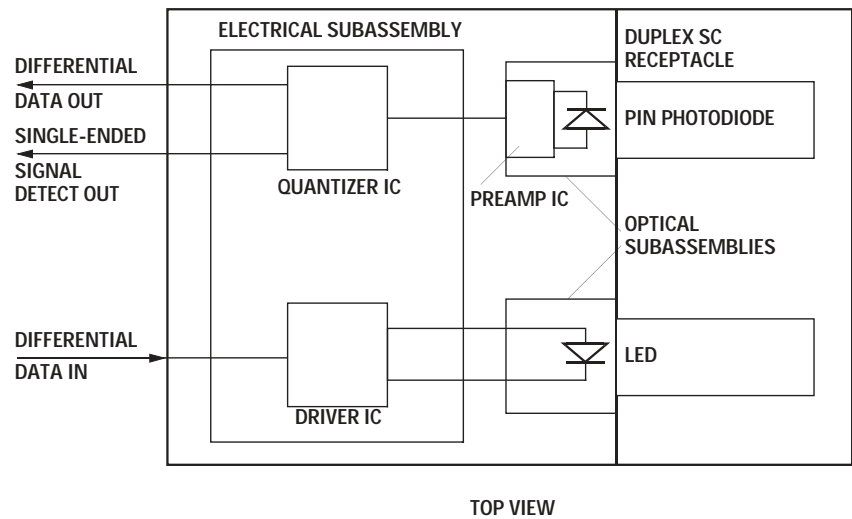 ELECTRICAL SUBASSEMBLY
DUPLEX SC
RECEPTACLE
DIFFERENTIAL
DATA OUT
SINGLE-ENDED
SIGNAL
DETECT OUT
QUANTIZER IC
PREAMP IC
PIN PHOTODIODE
OPTICAL
SUBASSEMBLIES
DIFFERENTIAL
DATA IN
DRIVER IC
LED
TOP VIEW